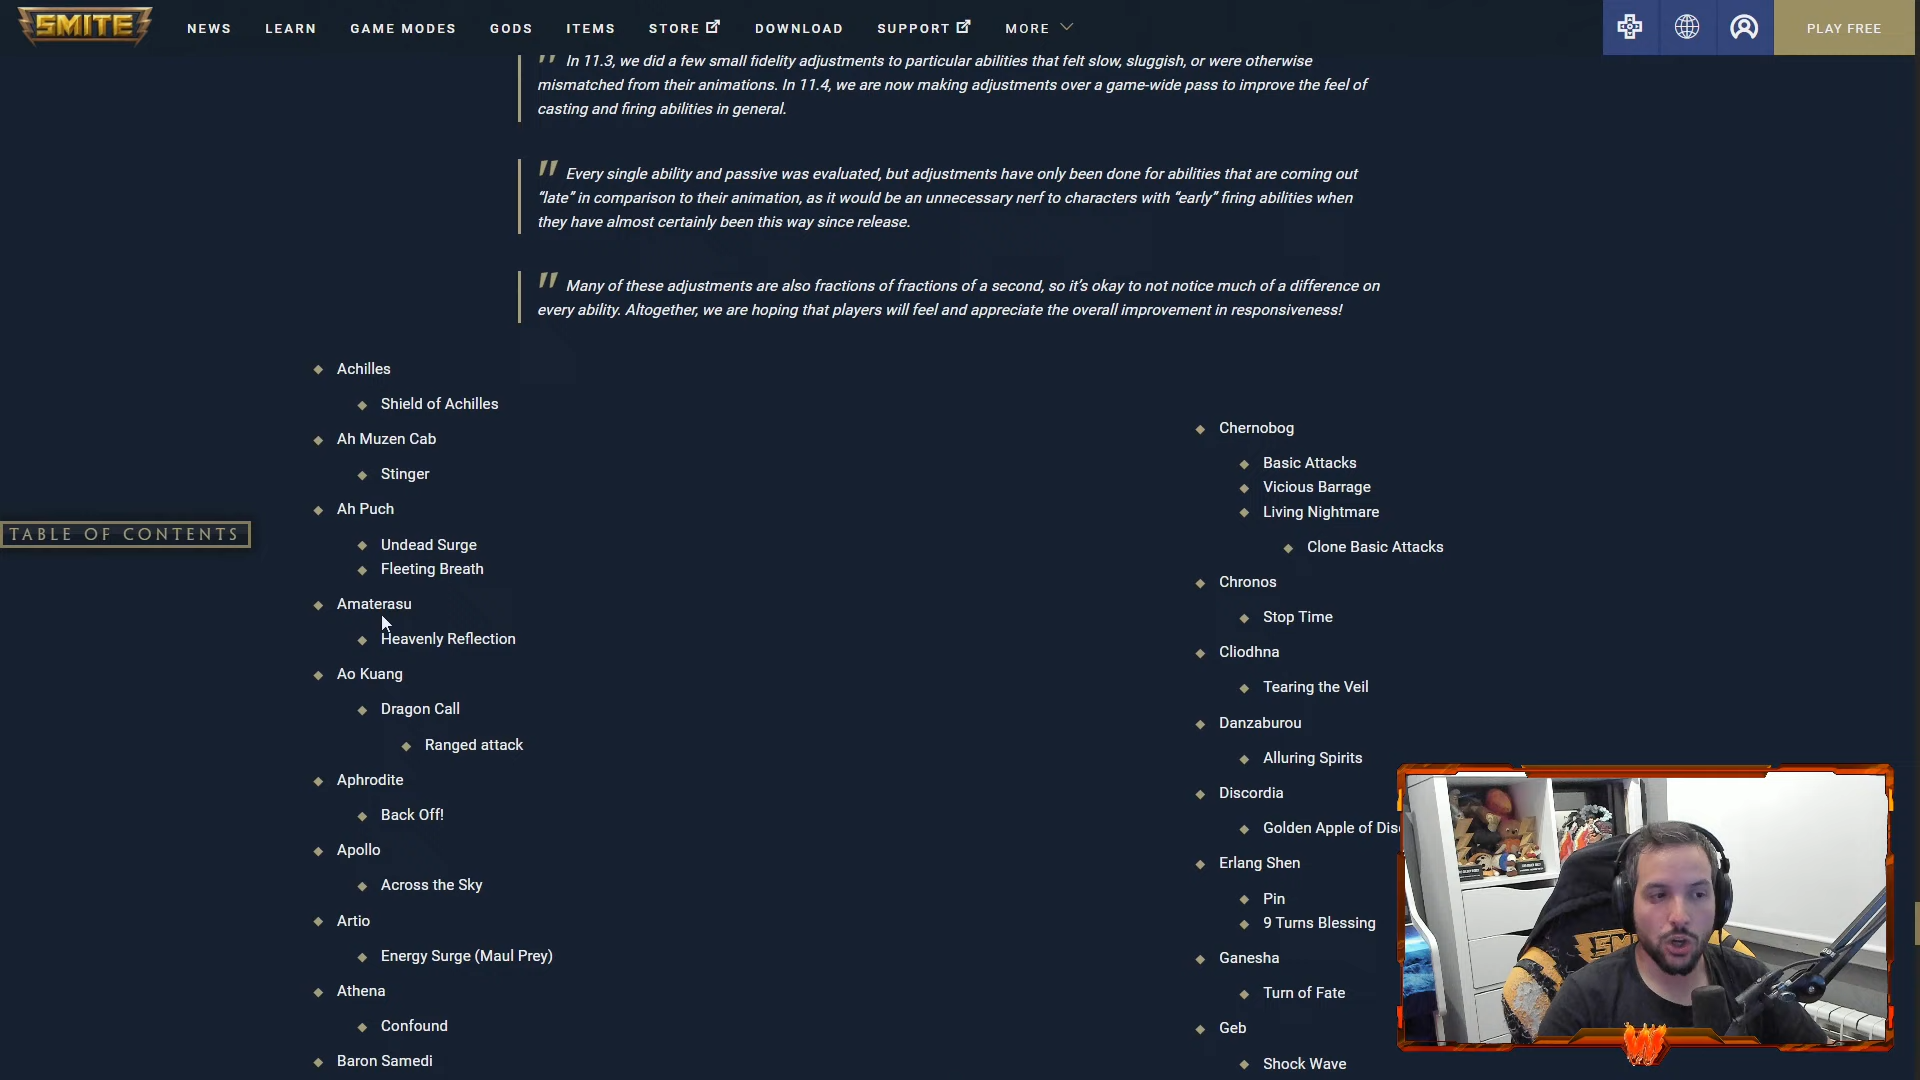 SMITE
NEWS
LEARN
GAME MODES
GODS
ITEMS
STORE
DOWNLOAD
SUPPORT
MORE
PLAY FREE
" In 11.3, we did a few small fidelity adjustments to particular abilities that felt slow, sluggish, or were otherwise
mismatched from their animations. In 11.4, we are now making adjustments over a game-wide pass to improve the feel of
casting and firing abilities in general.
" Every single ability and passive was evaluated, but adjustments have only been done for abilities that are coming out
“late” in comparison to their animation, as it would be an unnecessary nerf to characters with “early” firing abilities when
they have almost certainly been this way since release.
" Many of these adjustments are also fractions of fractions of a second, so it’s okay to not notice much of a difference on
every ability. Altogether, we are hoping that players will feel and appreciate the overall improvement in responsiveness!
TABLE OF CONTENTS
Achilles
Shield of Achilles
Ah Muzen Cab
Stinger
Ah Puch
Undead Surge
Fleeting Breath
Amaterasu
Heavenly Reflection
Ao Kuang
Dragon Call
Ranged attack
Aphrodite
Back Off!
Apollo
Across the Sky
Artio
Energy Surge (Maul Prey)
Athena
Confound
Baron Samedi
Chernobog
Basic Attacks
Vicious Barrage
Living Nightmare
Clone Basic Attacks
Chronos
Stop Time
Cliodhna
Tearing the Veil
Danzaburou
Alluring Spirits
Discordia
Golden Apple of Dis
Erlang Shen
Pin
9 Turns Blessing
Ganesha
Turn of Fate
Geb
Shock Wave
W